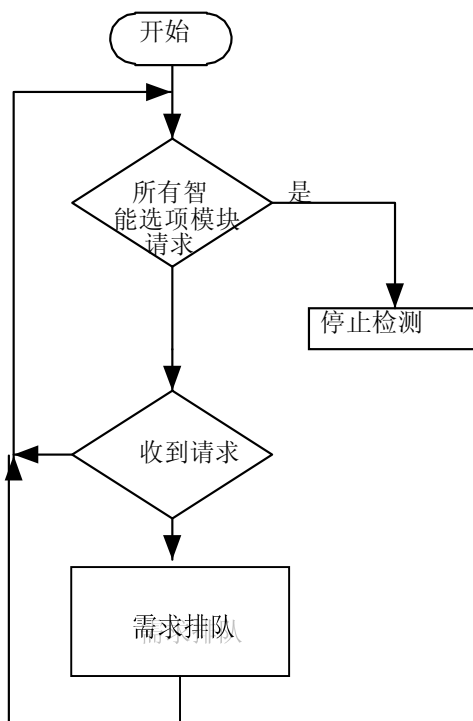 开始
所有智
能选项模块
请求
是
停止检测
收到请求
需求排队